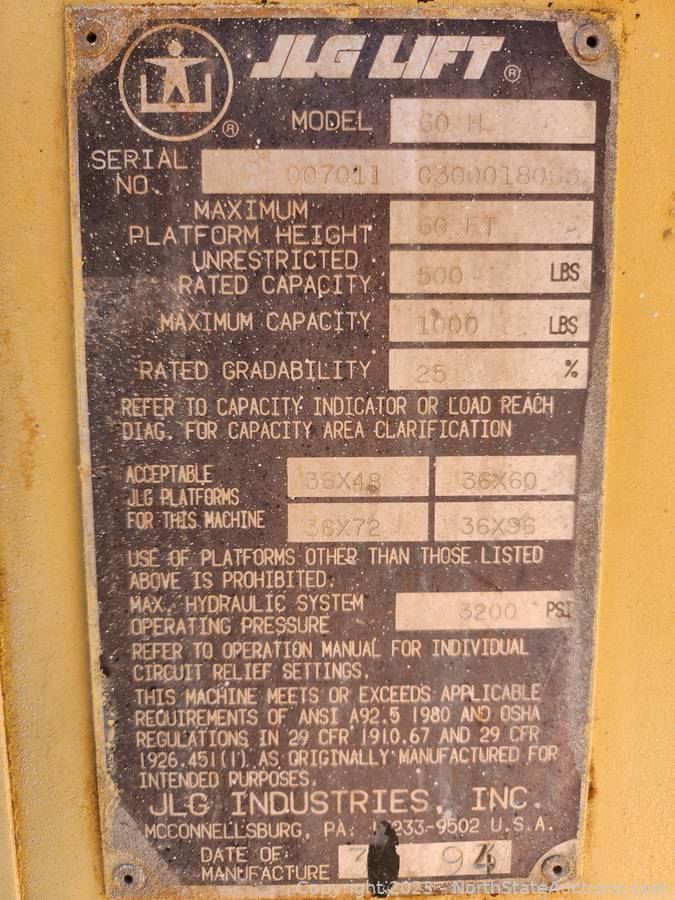 JLG LIFT ®
®
MODEL 60 H
SERIAL NO. 007011
MAXIMUM
PLATFORM HEIGHT 60 FT
UNRESTRICTED
RATED CAPACITY 500 LBS
MAXIMUM CAPACITY 1000 LBS
RATED GRADABILITY 25 %
REFER TO CAPACITY INDICATOR OR LOAD REACH
DIAG. FOR CAPACITY AREA CLARIFICATION
ACCEPTABLE
JLG PLATFORMS
FOR THIS MACHINE
36X48 36X60
36X72 36X96
USE OF PLATFORMS OTHER THAN THOSE LISTED
ABOVE IS PROHIBITED.
MAX. HYDRAULIC SYSTEM
OPERATING PRESSURE 3200 PSI
REFER TO OPERATION MANUAL FOR INDIVIDUAL
CIRCUIT RELIEF SETTINGS.
THIS MACHINE MEETS OR EXCEEDS APPLICABLE
REQUIREMENTS OF ANSI A92.5 1980 AND OSHA
REGULATIONS IN 29 CFR 1910.67 AND 29 CFR
1926.451(I) AS ORIGINALLY MANUFACTURED FOR
INTENDED PURPOSES.
JLG INDUSTRIES, INC.
MCCONNELLSBURG, PA. U.S.A.
DATE OF
MANUFACTURE
Copyright 2023 - NorthStateAuctions.com